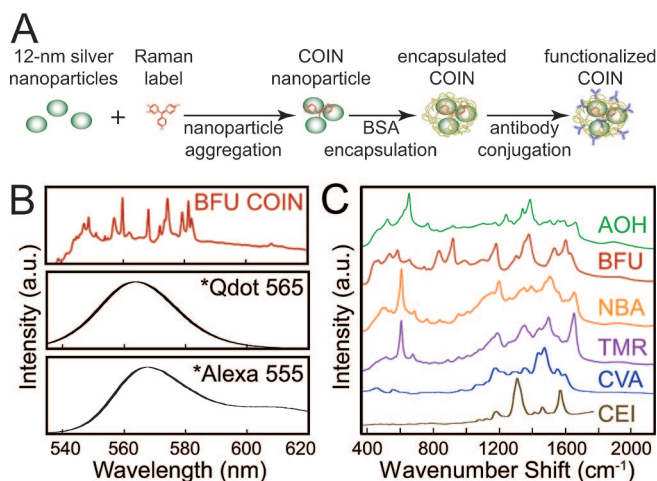 A
12-nm silver
nanoparticles
+
Raman
label
nanoparticle
aggregation
COIN
nanoparticle
BSA
encapsulation
encapsulated
COIN
antibody
conjugation
functionalized
COIN
B
BFU COIN
*Qdot 565
*Alexa 555
Intensity (a.u.)
540 560 580 600 620
Wavelength (nm)
C
AOH
BFU
NBA
TMR
CVA
CEI
Intensity (a.u.)
400 800 1200 1600 2000
Wavenumber Shift (cm-1)